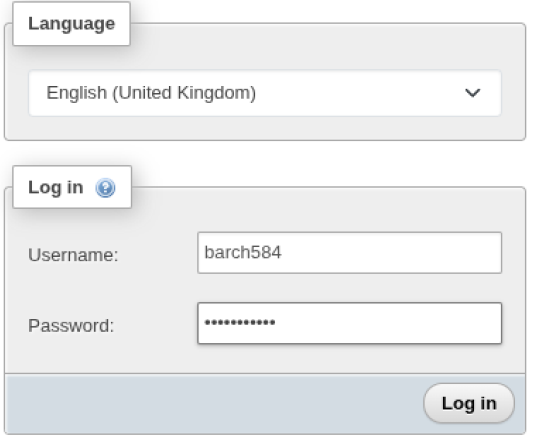 Language
English (United Kingdom)
Log in
Username: barch584
Password: •••••••••••
Log in